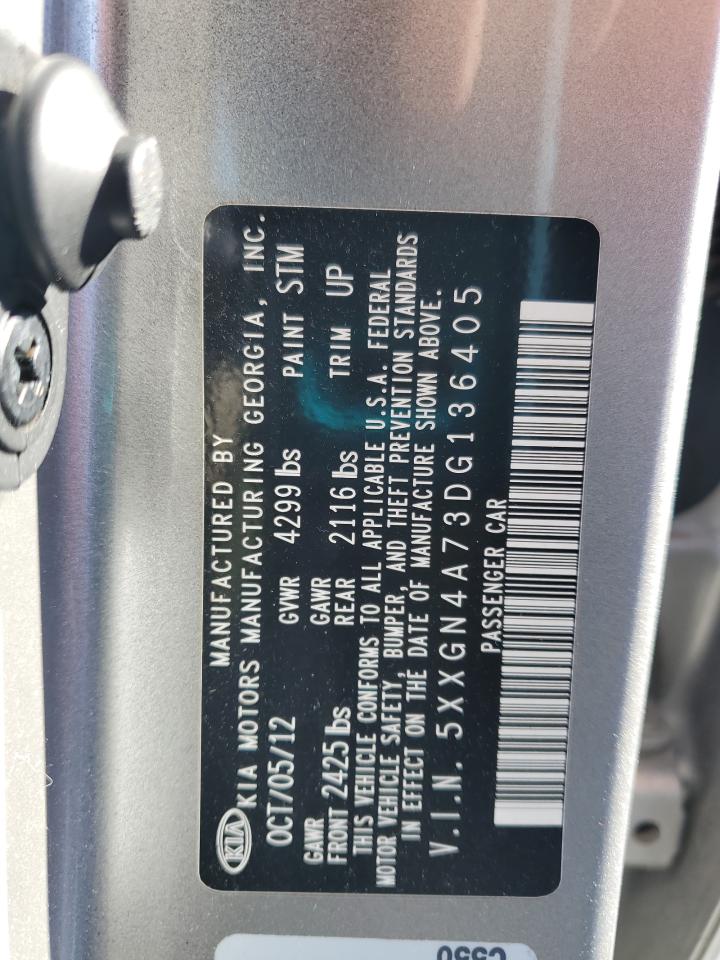 MANUFACTURED BY
KIA KIA MOTORS MANUFACTURING GEORGIA, INC.
OCT/05/12 GVWR 4299 lbs PAINT STM
GAWR GAWR
FRONT 2425 lbs REAR 2116 lbs TRIM UP
THIS VEHICLE CONFORMS TO ALL APPLICABLE U.S.A. FEDERAL
MOTOR VEHICLE SAFETY, BUMPER, AND THEFT PREVENTION STANDARDS
IN EFFECT ON THE DATE OF MANUFACTURE SHOWN ABOVE.
V.I.N. 5XXGN4A73DG136405
PASSENGER CAR